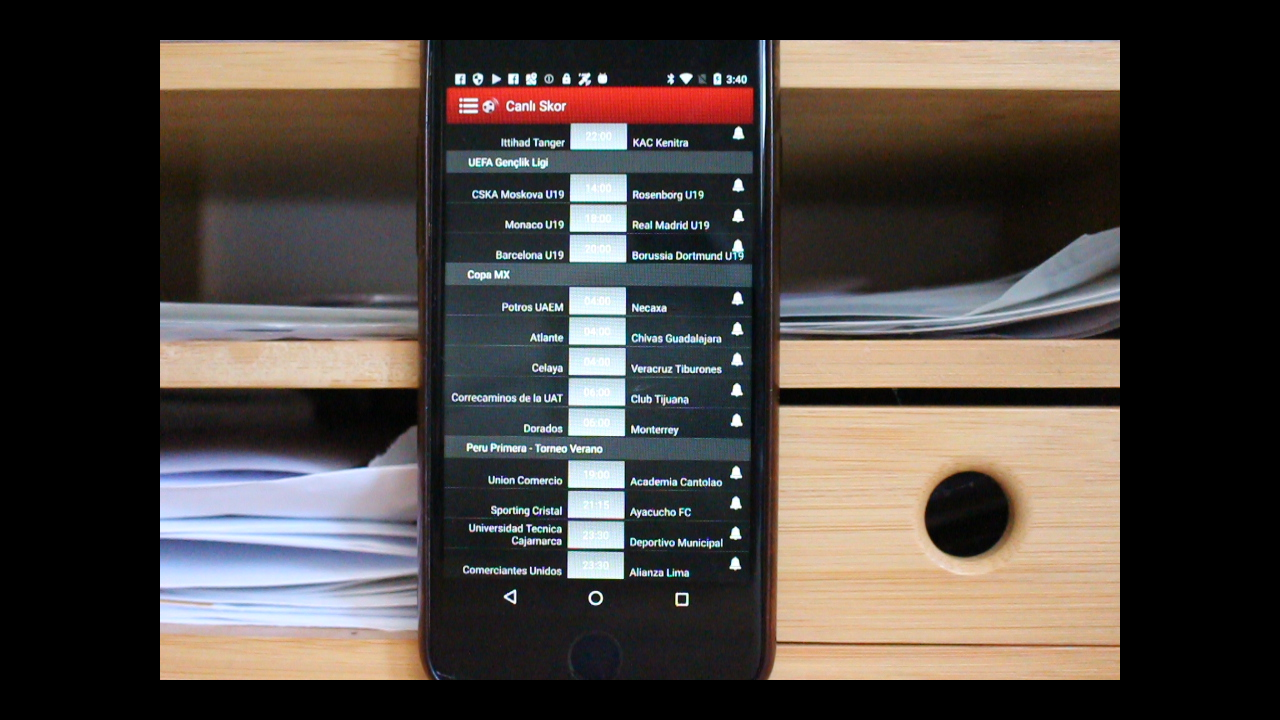 3:40
Canlı Skor
Ittihad Tanger 22:00 KAC Kenitra
UEFA Gençlik Ligi
CSKA Moskova U19 14:00 Rosenborg U19
Monaco U19 18:00 Real Madrid U19
Barcelona U19 20:00 Borussia Dortmund U19
Copa MX
Potros UAEM 04:00 Necaxa
Atlante 04:00 Chivas Guadalajara
Celaya 04:00 Veracruz Tiburones
Correcaminos de la UAT 06:00 Club Tijuana
Dorados 06:00 Monterrey
Peru Primera - Torneo Verano
Union Comercio 19:00 Academia Cantolao
Sporting Cristal 21:15 Ayacucho FC
Universidad Tecnica
Cajamarca 23:30 Deportivo Municipal
Comerciantes Unidos 23:30 Alianza Lima